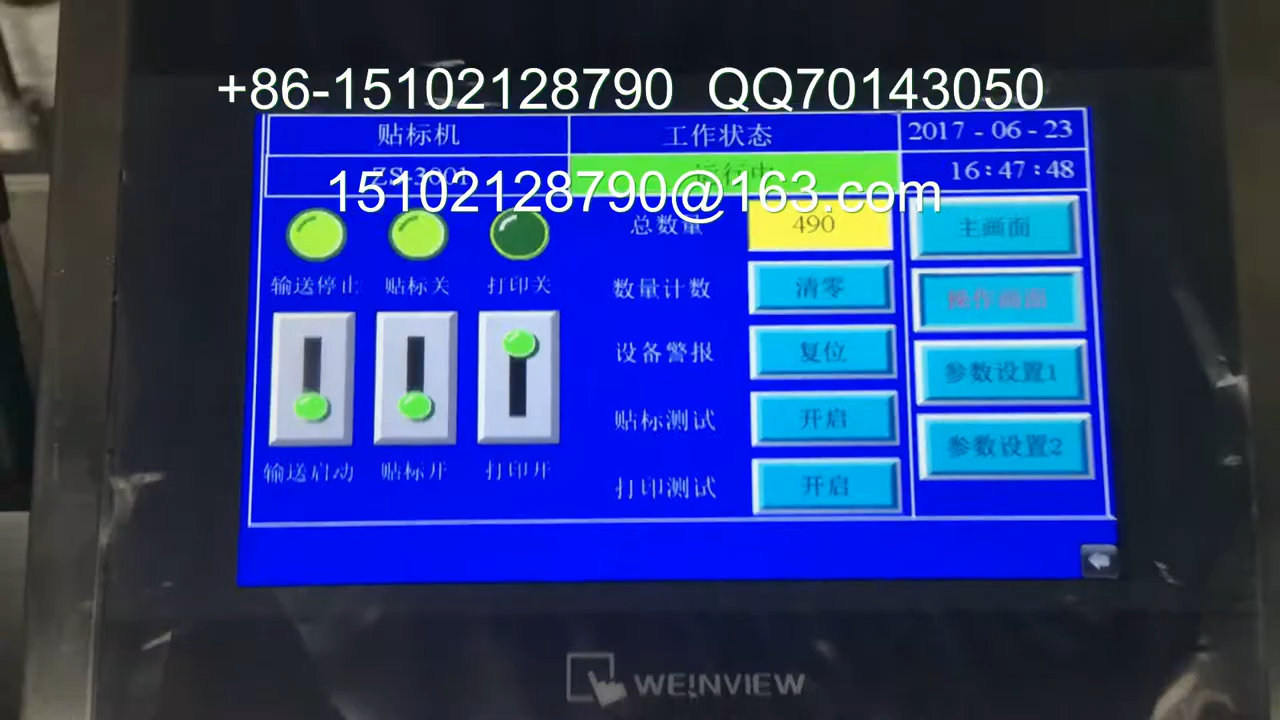 +86-15102128790 QQ70143050
贴标机 工作状态 2017-06-23
运行中 16:47:48
15102128790@163.com
总数量 490 主画面
输送停止 贴标关 打印关 数量计数 清零 操作画面
设备警报 复位 参数设置1
贴标测试 开启 参数设置2
输送启动 贴标开 打印开 打印测试 开启
WEINVIEW